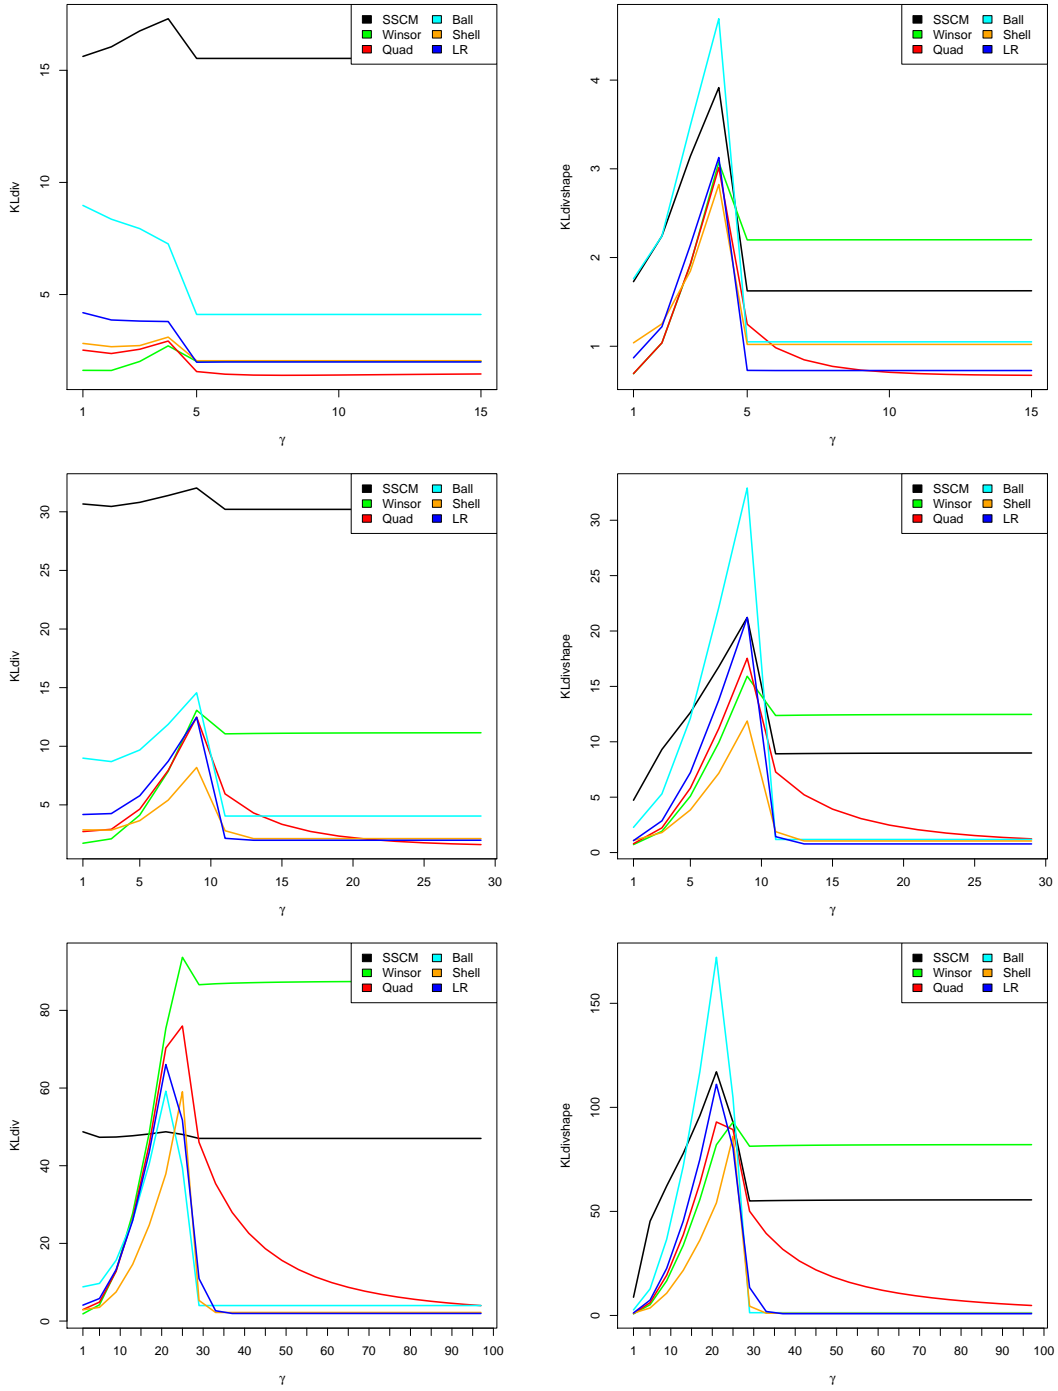 SSCM Ball
Winsor Shell
Quad LR
KLdiv
5 10 15
1 5 10 15
γ
SSCM Ball
Winsor Shell
Quad LR
KLdivshape
1 2 3 4
1 5 10 15
γ
SSCM Ball
Winsor Shell
Quad LR
KLdiv
5 10 15 20 25 30
1 5 10 15 20 25 30
γ
SSCM Ball
Winsor Shell
Quad LR
KLdivshape
0 5 10 15 20 25 30
1 5 10 15 20 25 30
γ
SSCM Ball
Winsor Shell
Quad LR
KLdiv
0 20 40 60 80
1 10 20 30 40 50 60 70 80 90 100
γ
SSCM Ball
Winsor Shell
Quad LR
KLdivshape
0 50 100 150
1 10 20 30 40 50 60 70 80 90 100
γ